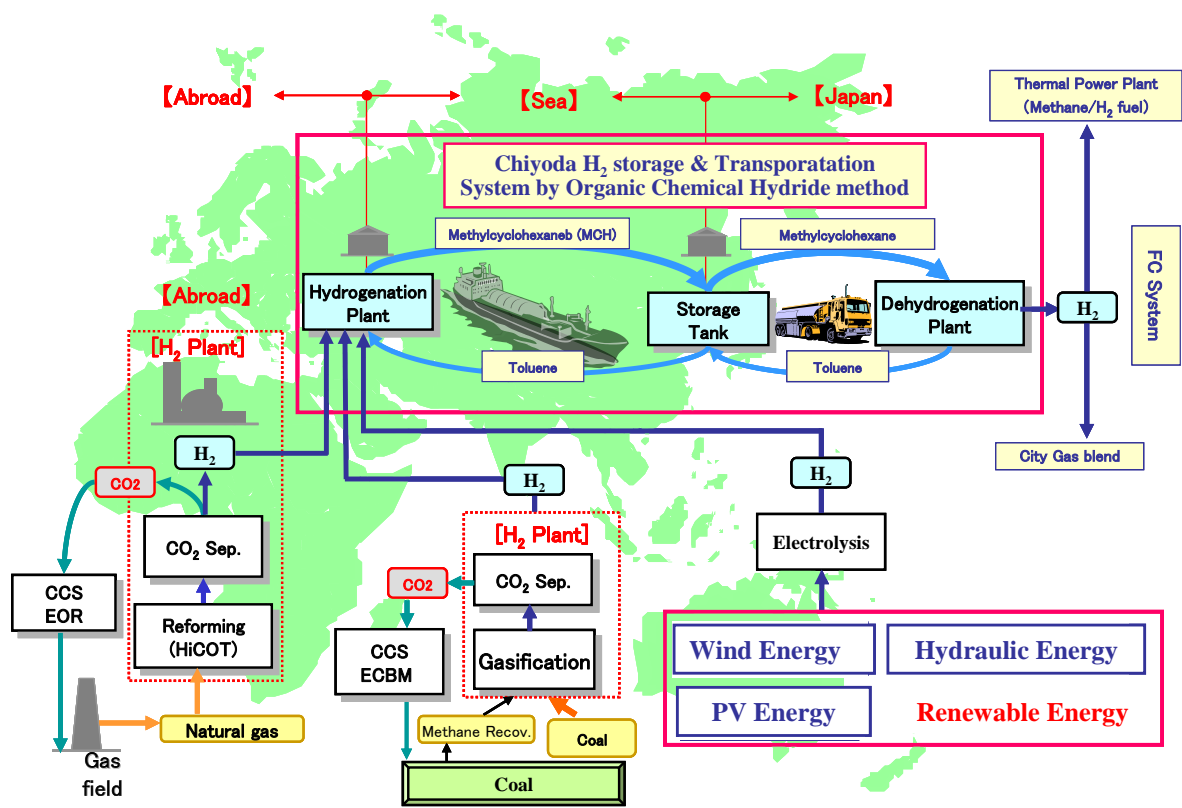 【Abroad】
【Sea】
【Japan】
Thermal Power Plant
(Methane/H₂ fuel)
Chiyoda H₂ storage & Transporatation
System by Organic Chemical Hydride method
Methylcyclohexaneb (MCH)
Methylcyclohexane
FC System
【Abroad】
Hydrogenation
Plant
Storage
Tank
Dehydrogenation
Plant
H₂
[H₂ Plant]
Toluene
Toluene
H₂
City Gas blend
CO2
H₂
H₂
CO₂ Sep.
[H₂ Plant]
Electrolysis
CCS
EOR
CO2
CO₂ Sep.
Reforming
(HiCOT)
CCS
ECBM
Gasification
Wind Energy
Hydraulic Energy
PV Energy
Renewable Energy
Natural gas
Methane Recov.
Coal
Gas
field
Coal